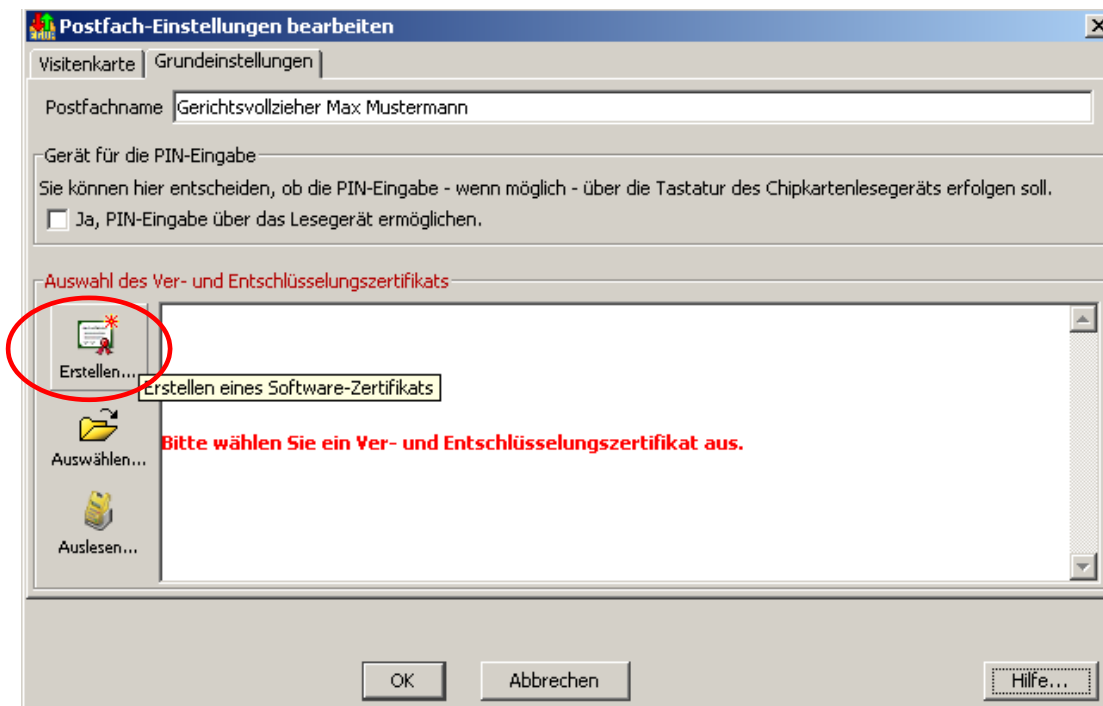 Postfach-Einstellungen bearbeiten
Visitenkarte
Grundeinstellungen
Postfachname
Gerichtsvollzieher Max Mustermann
Gerät für die PIN-Eingabe
Sie können hier entscheiden, ob die PIN-Eingabe - wenn möglich - über die Tastatur des Chipkartenlesegeräts erfolgen soll.
Ja, PIN-Eingabe über das Lesegerät ermöglichen.
Auswahl des Ver- und Entschlüsselungszertifikats
Erstellen...
Erstellen eines Software-Zertifikats
Bitte wählen Sie ein Ver- und Entschlüsselungszertifikat aus.
Auswählen...
Auslesen...
OK
Abbrechen
Hilfe...